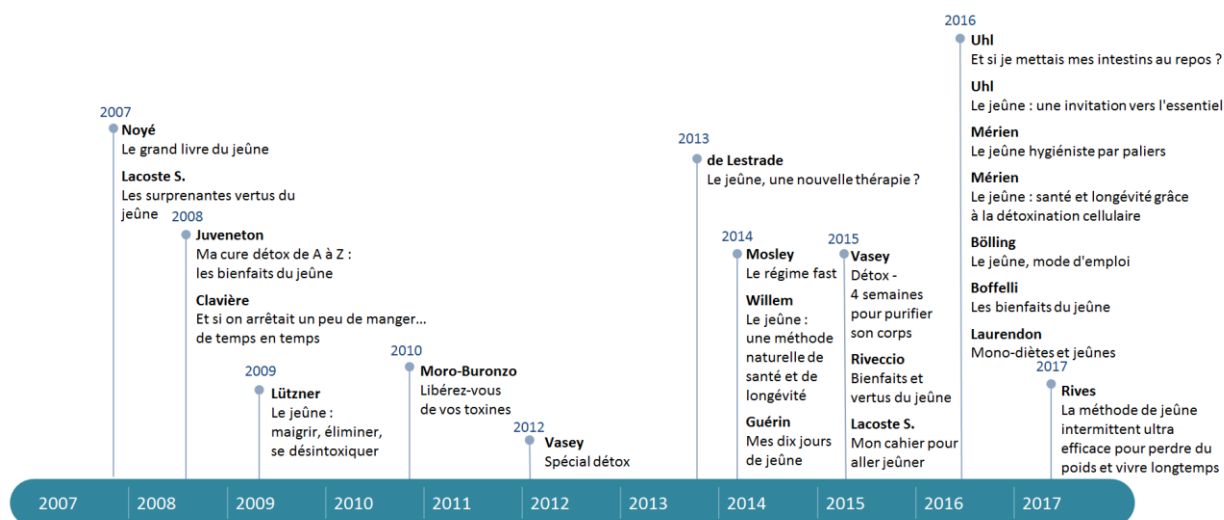 2007
Noyé
Le grand livre du jeûne
Lacoste S.
Les surprenantes vertus du
jeûne
2008
Juveneton
Ma cure détox de A à Z :
les bienfaits du jeûne
Clavière
Et si on arrêtait un peu de manger...
de temps en temps
2009
Lützner
Le jeûne :
maigrir, éliminer,
se désintoxiquer
2010
Moro-Buronzo
Libérez-vous
de vos toxines
2012
Vasey
Spécial détox
2013
de Lestrade
Le jeûne, une nouvelle thérapie ?
2014
Mosley
Le régime fast
Willem
Le jeûne :
une méthode
naturelle de
santé et de
longévité
Guérin
Mes dix jours
de jeûne
2015
Vasey
Détox -
4 semaines
pour purifier
son corps
Riveccio
Bienfaits et
vertus du jeûne
Lacoste S.
Mon cahier pour
aller jeûner
2016
Uhl
Et si je mettais mes intestins au repos ?
Uhl
Le jeûne : une invitation vers l'essentiel
Mérien
Le jeûne hygiéniste par paliers
Mérien
Le jeûne : santé et longévité grâce
à la détoxination cellulaire
Bölling
Le jeûne, mode d'emploi
Boffelli
Les bienfaits du jeûne
Laurendon
Mono-diètes et jeûnes
2017
Rives
La méthode de jeûne
intermittent ultra
efficace pour perdre du
poids et vivre longtemps
2007 2008 2009 2010 2011 2012 2013 2014 2015 2016 2017